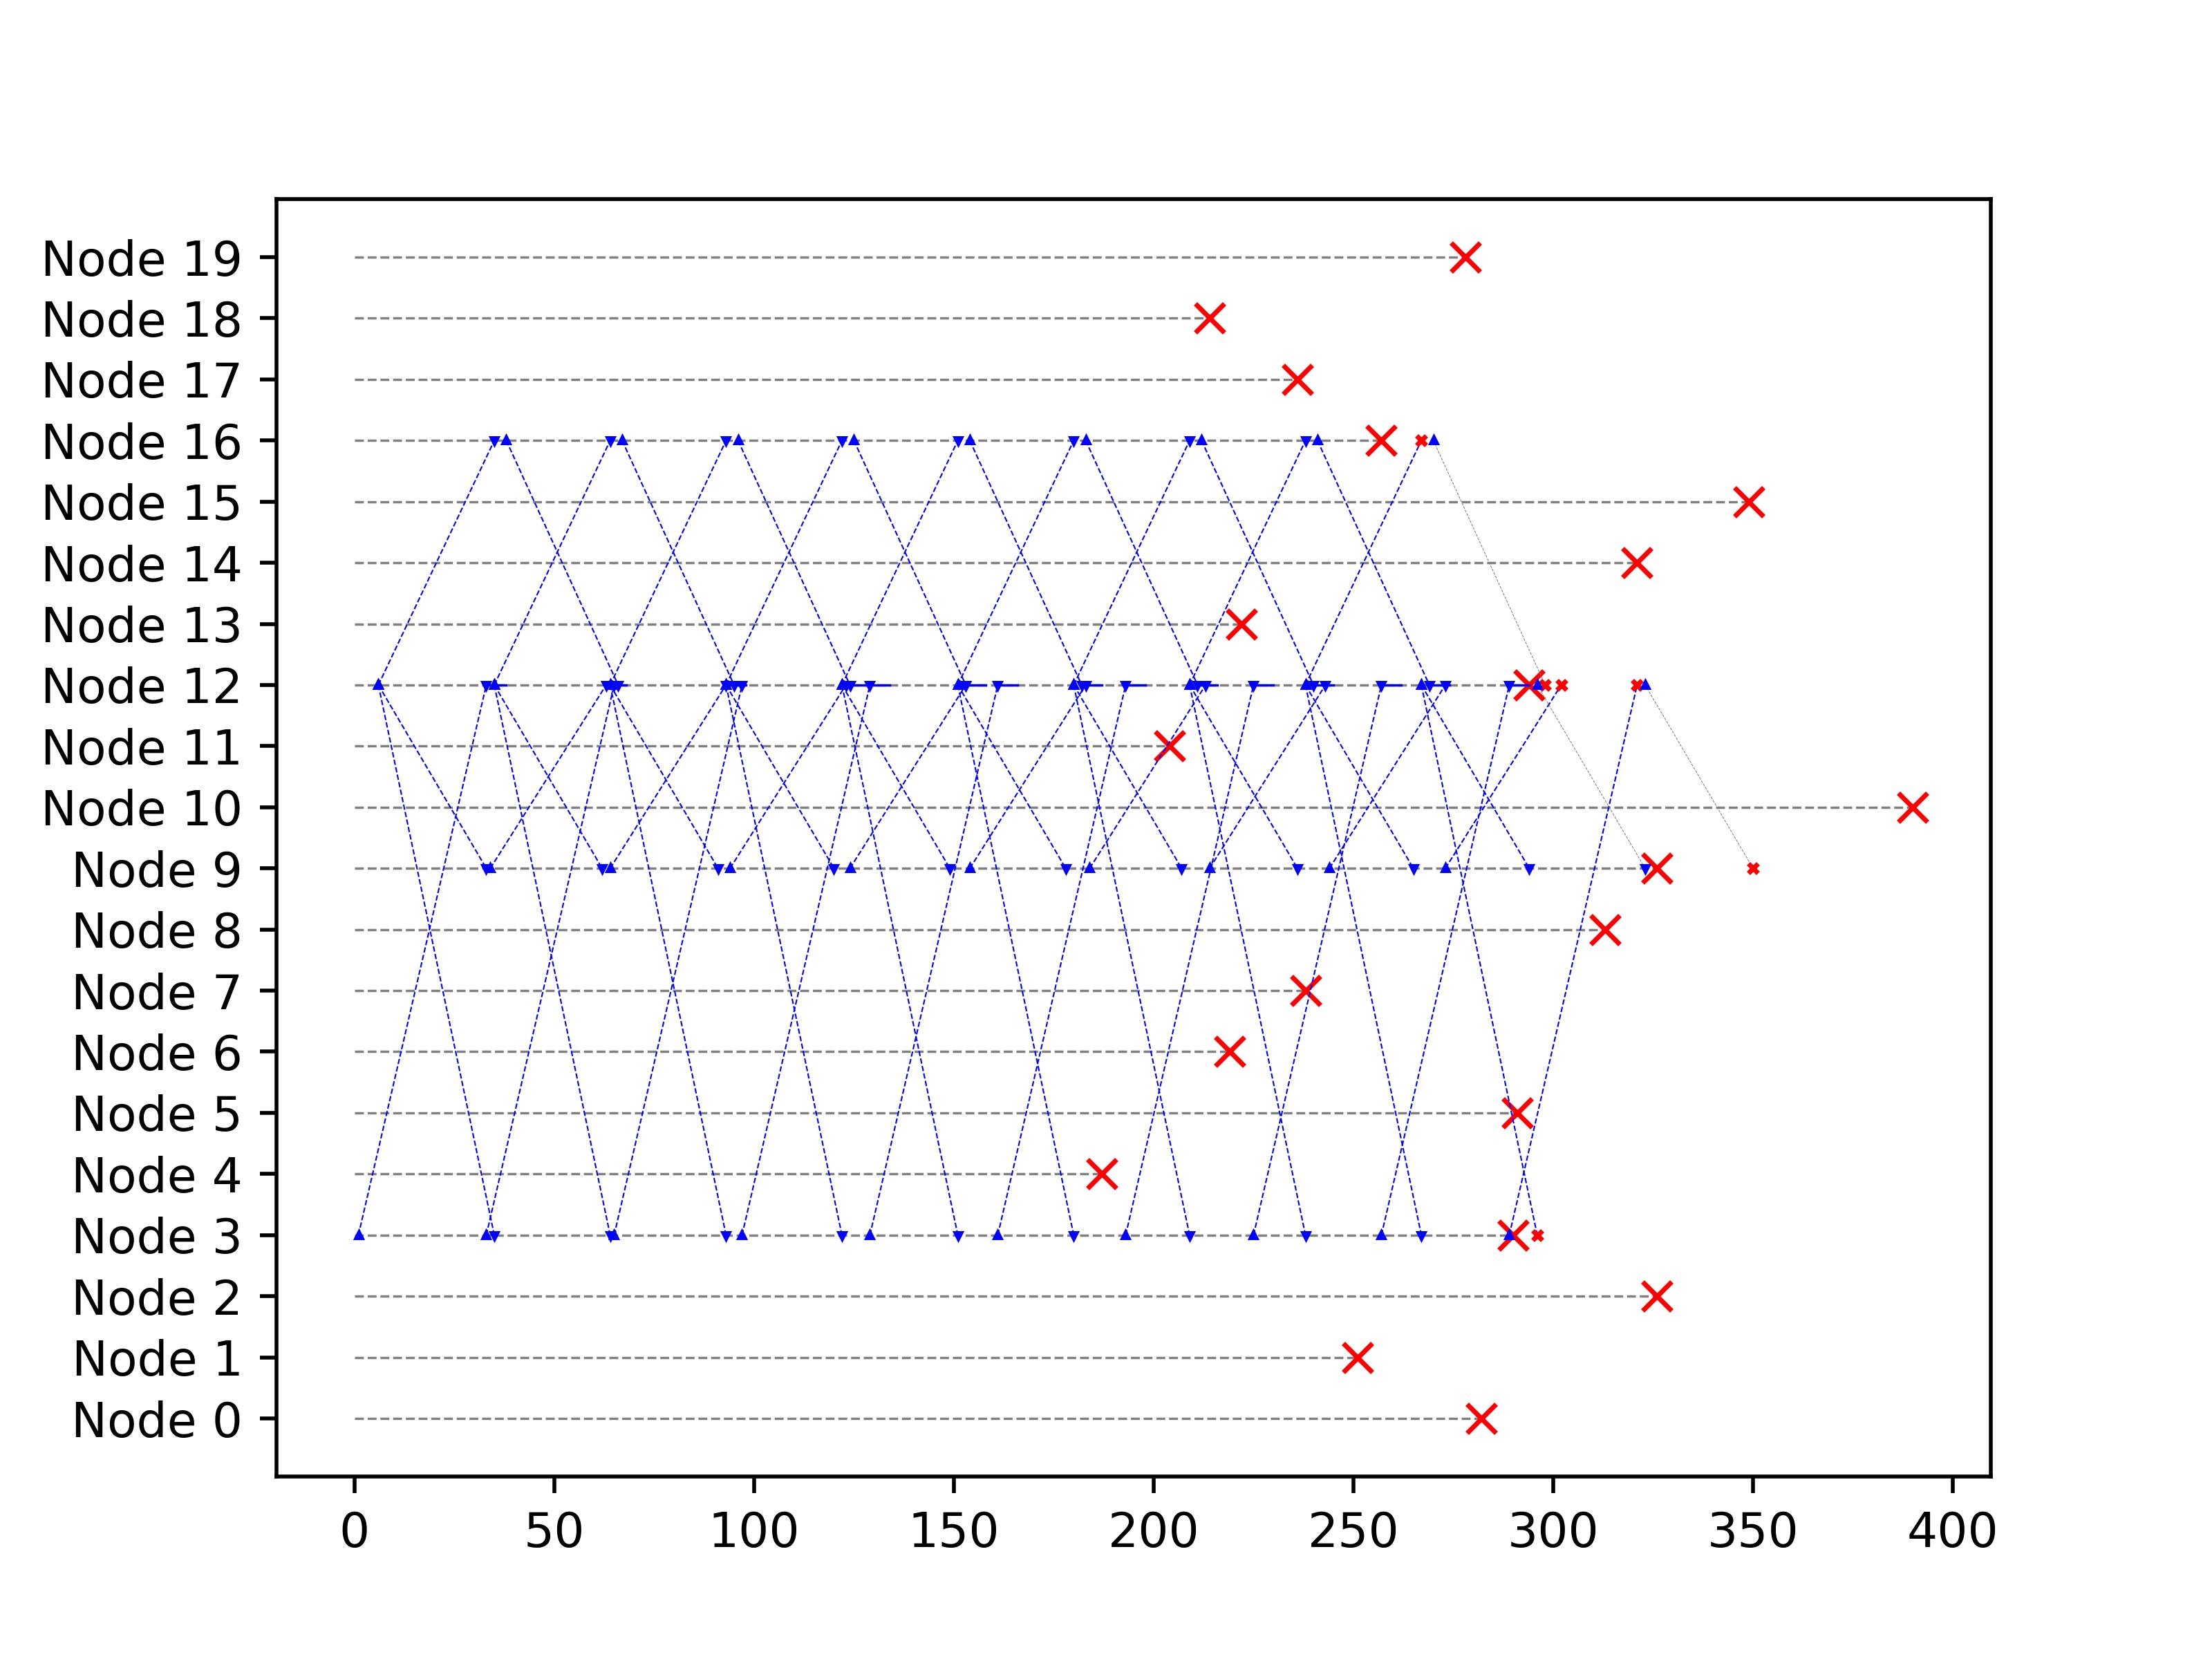 Node 19
Node 18
Node 17
Node 16
Node 15
Node 14
Node 13
Node 12
Node 11
Node 10
Node 9
Node 8
Node 7
Node 6
Node 5
Node 4
Node 3
Node 2
Node 1
Node 0
0 50 100 150 200 250 300 350 400